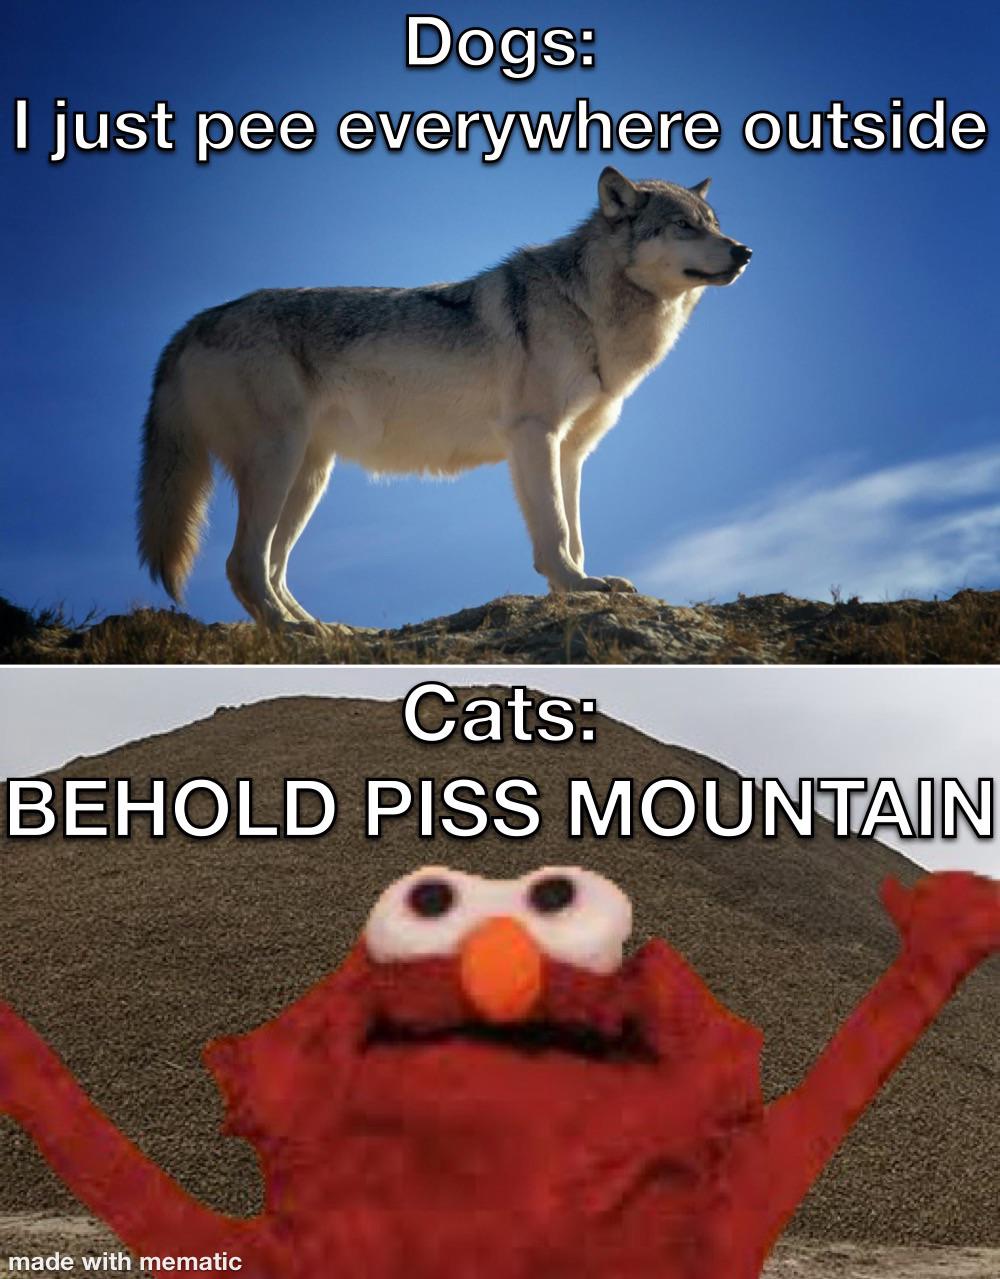 Dogs:
I just pee everywhere outside
Cats:
BEHOLD PISS MOUNTAIN
made with mematic